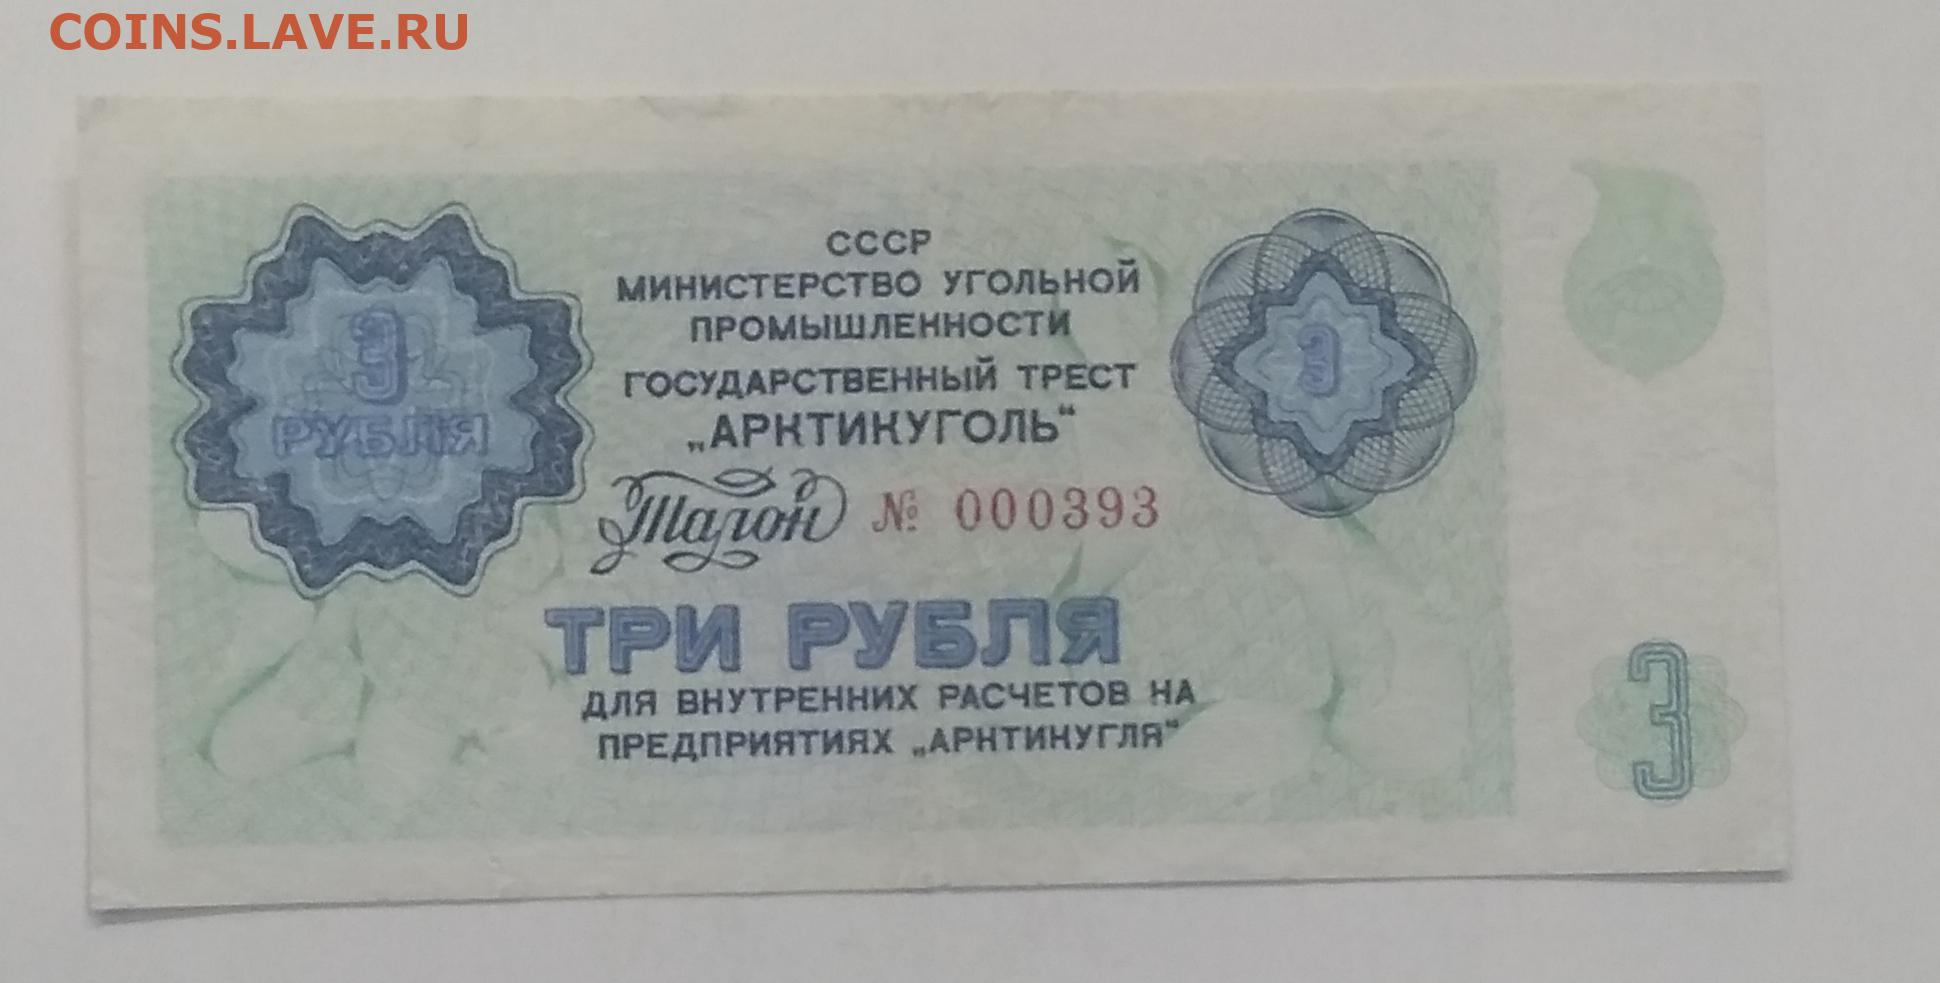 COINS.LAVE.RU
СССР
МИНИСТЕРСТВО УГОЛЬНОЙ
ПРОМЫШЛЕННОСТИ
ГОСУДАРСТВЕННЫЙ ТРЕСТ
„АРКТИКУГОЛЬ“
3
РУБЛЯ
3
Талон № 000393
ТРИ РУБЛЯ
ДЛЯ ВНУТРЕННИХ РАСЧЕТОВ НА
ПРЕДПРИЯТИЯХ „АРКТИКУГЛЯ“
3